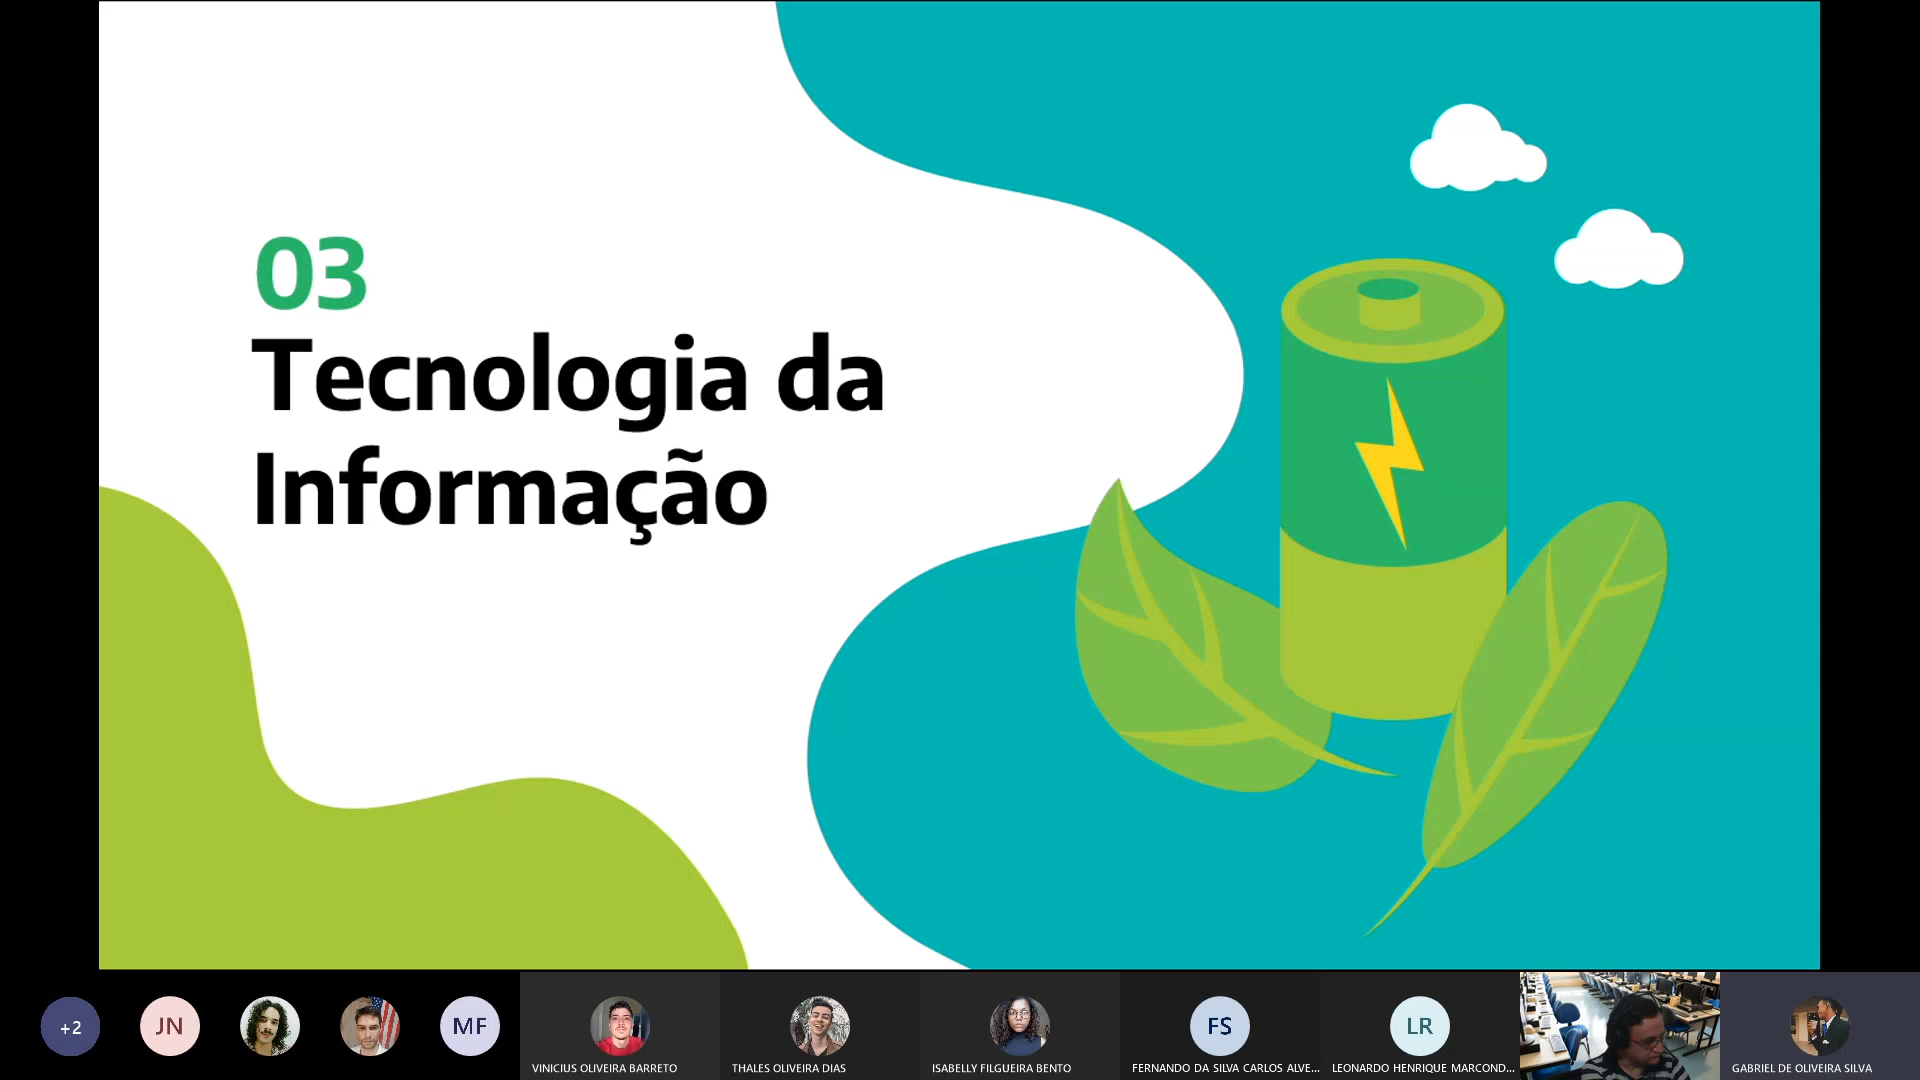 03
Tecnologia da
Informação
+2
JN
MF
FS
LR
VINICIUS OLIVEIRA BARRETO
THALES OLIVEIRA DIAS
ISABELLY FILGUEIRA BENTO
FERNANDO DA SILVA CARLOS ALVE...
LEONARDO HENRIQUE MARCOND...
GABRIEL DE OLIVEIRA SILVA